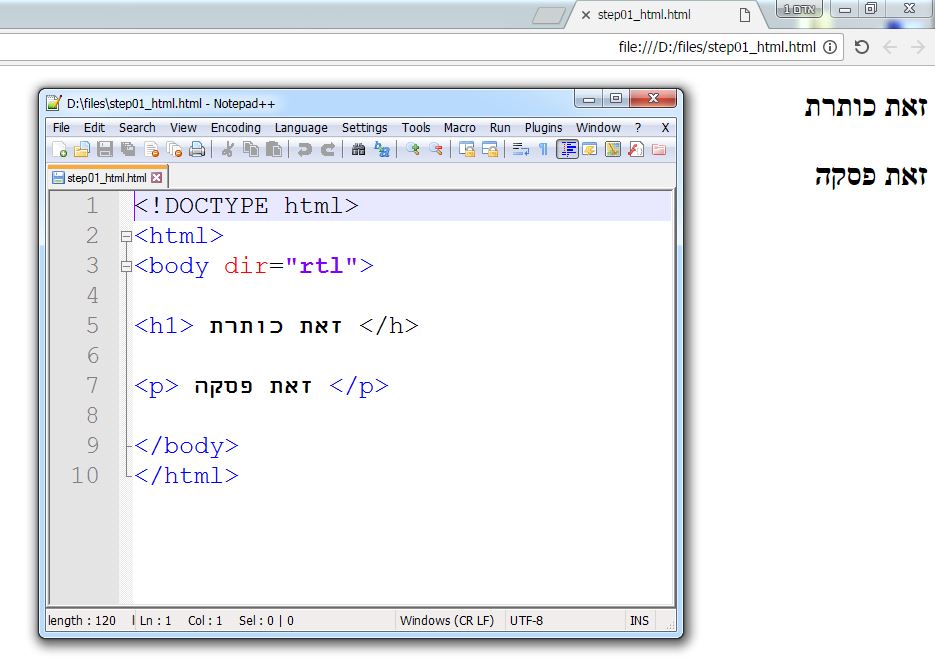 step01_html.html
אדם 1
file:///D:/files/step01_html.html
זאת כותרת
זאת פסקה
D:\files\step01_html.html - Notepad++
File Edit Search View Encoding Language Settings Tools Macro Run Plugins Window ? X
step01_html.html
1 <!DOCTYPE html>
2 <html>
3 <body dir="rtl">
4
5 <h1> זאת כותרת </h>
6
7 <p> זאת פסקה </p>
8
9 </body>
10 </html>
length : 120 l Ln : 1 Col : 1 Sel : 0 | 0 Windows (CR LF) UTF-8 INS